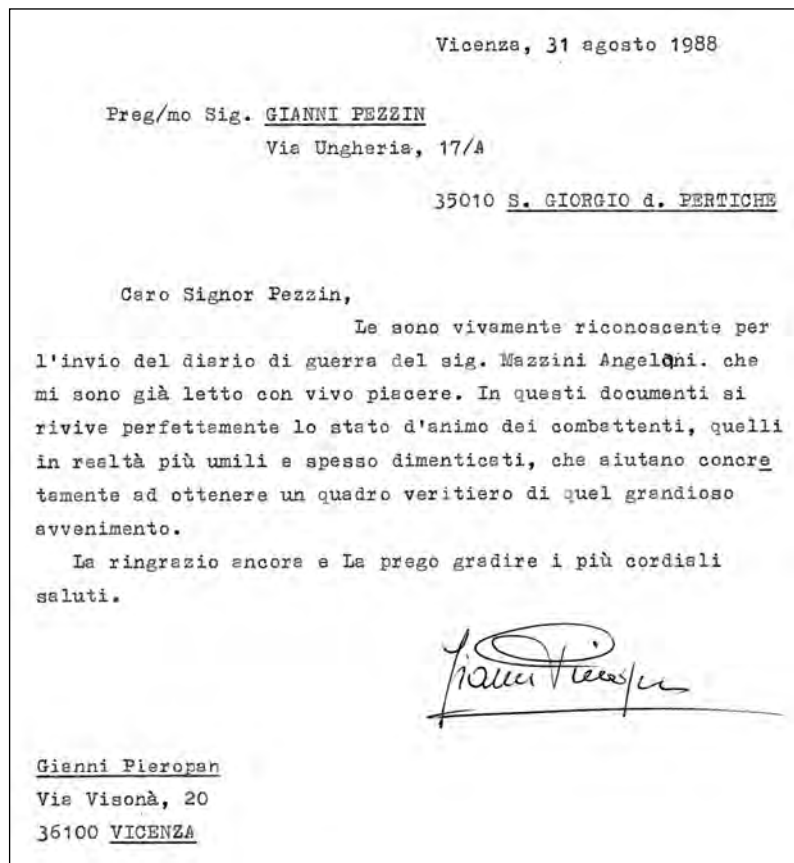 Vicenza, 31 agosto 1988
Preg/mo Sig. GIANNI PEZZIN
Via Ungheria, 17/A
35010 S. GIORGIO d. PERTICHE
Caro Signor Pezzin,
Le sono vivamente riconoscente per
l'invio del diario di guerra del sig. Mazzini Angeloni. che
mi sono già letto con vivo piacere. In questi documenti si
rivive perfettamente lo stato d'animo dei combattenti, quelli
in realtà più umili e spesso dimenticati, che aiutano concre
tamente ad ottenere un quadro veritiero di quel grandioso
avvenimento.
La ringrazio ancora e La prego gradire i più cordiali
saluti.
Gianni Pieropan
Gianni Pieropan
Via Visonà, 20
36100 VICENZA